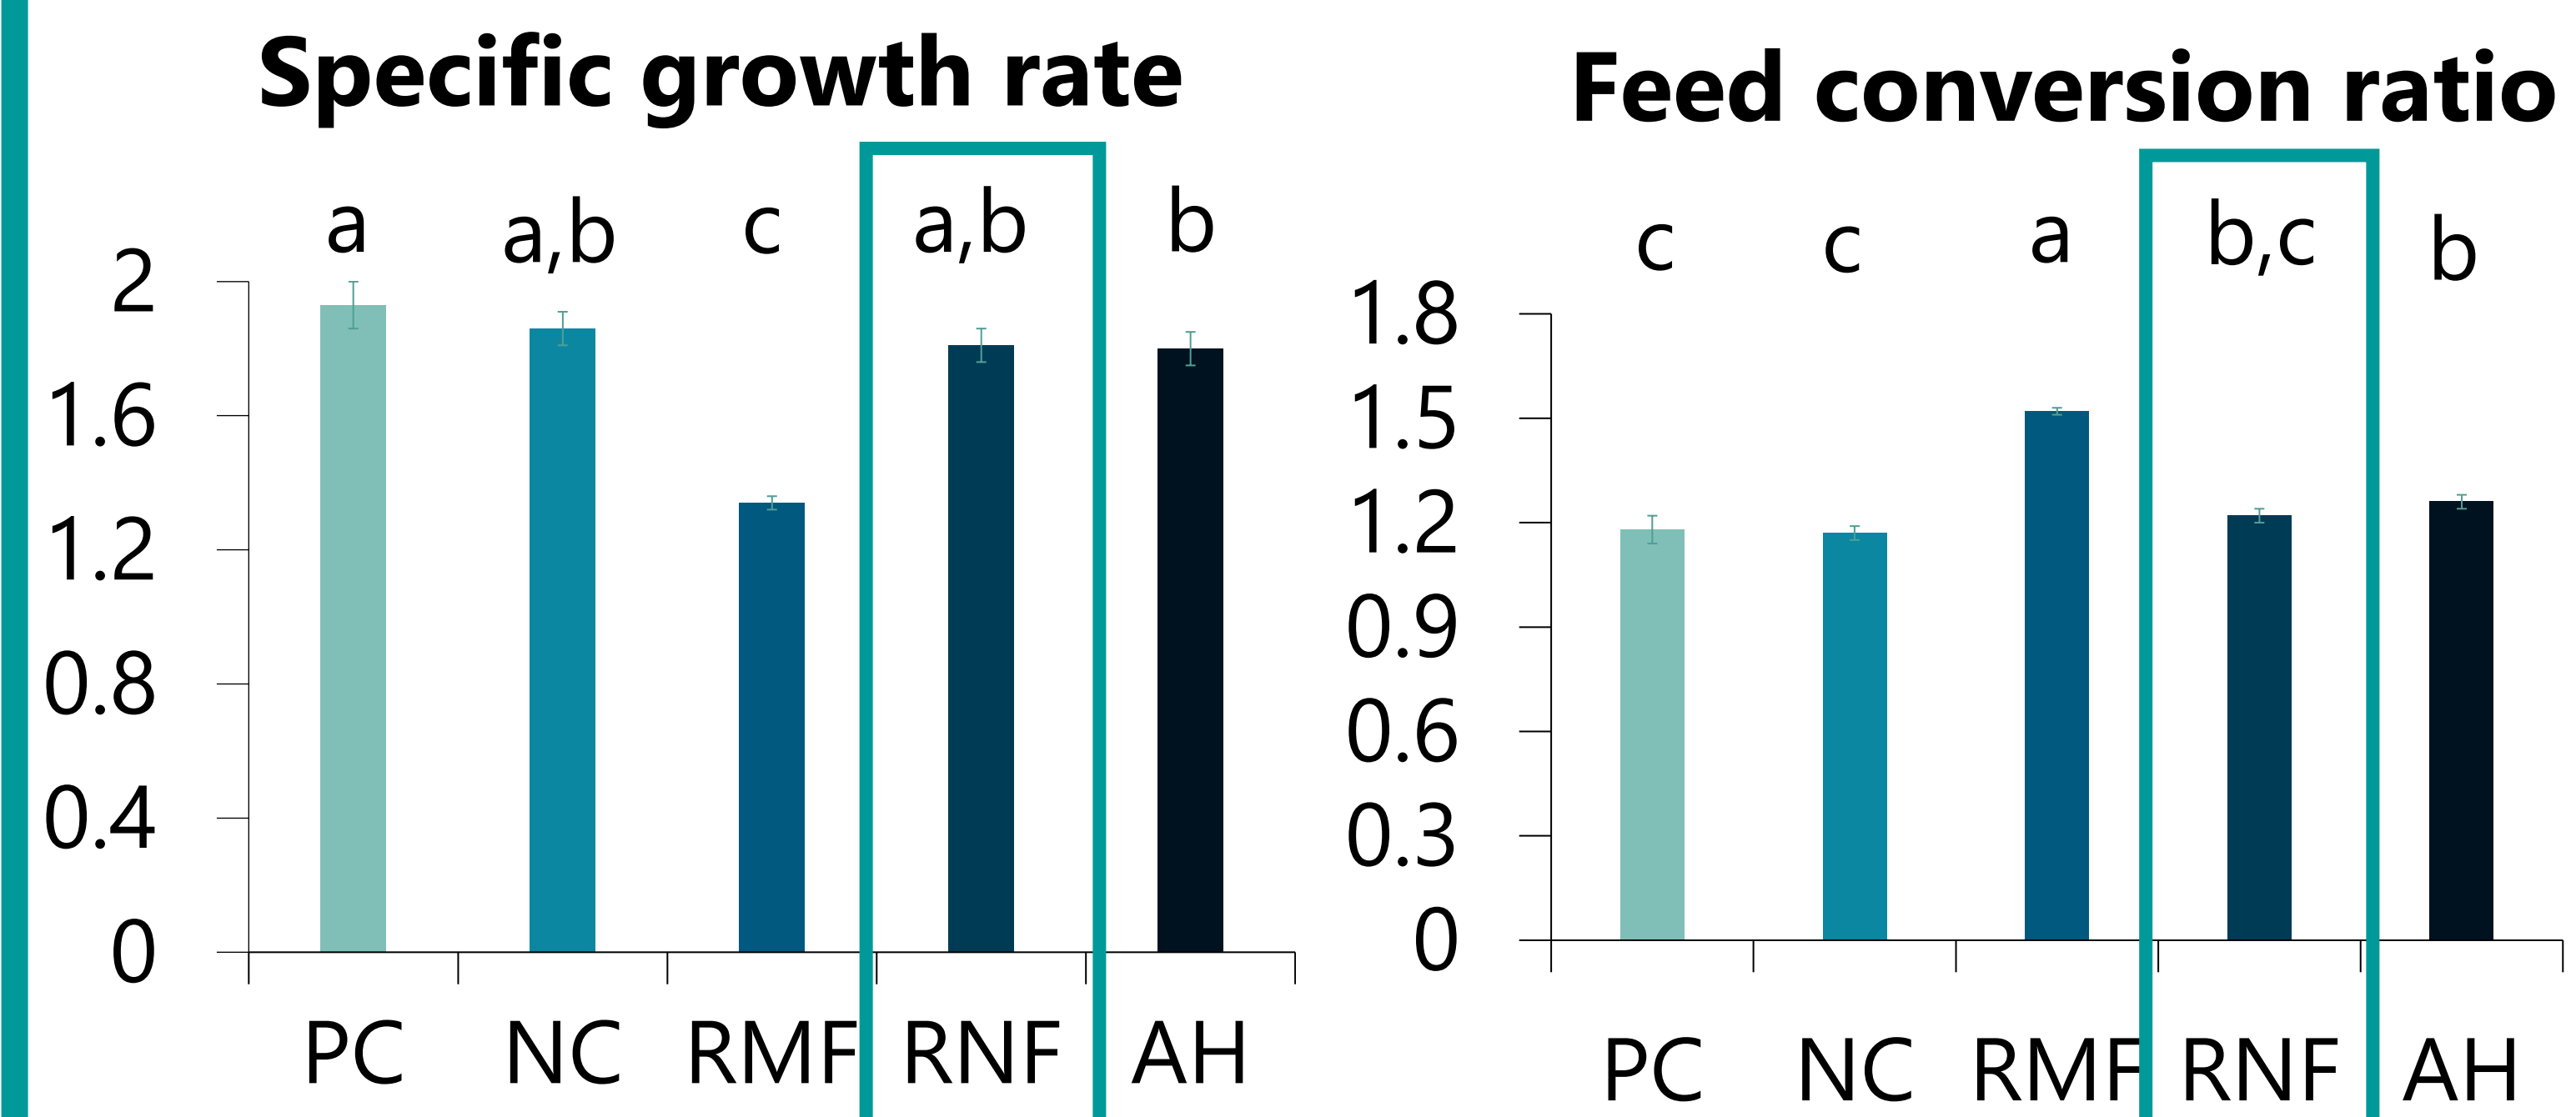 Specific growth rate
a a,b c a,b b
2
1.6
1.2
0.8
0.4
0
PC NC RMF RNF AH
Feed conversion ratio
c c a b,c b
1.8
1.5
1.2
0.9
0.6
0.3
0
PC NC RMF RNF AH